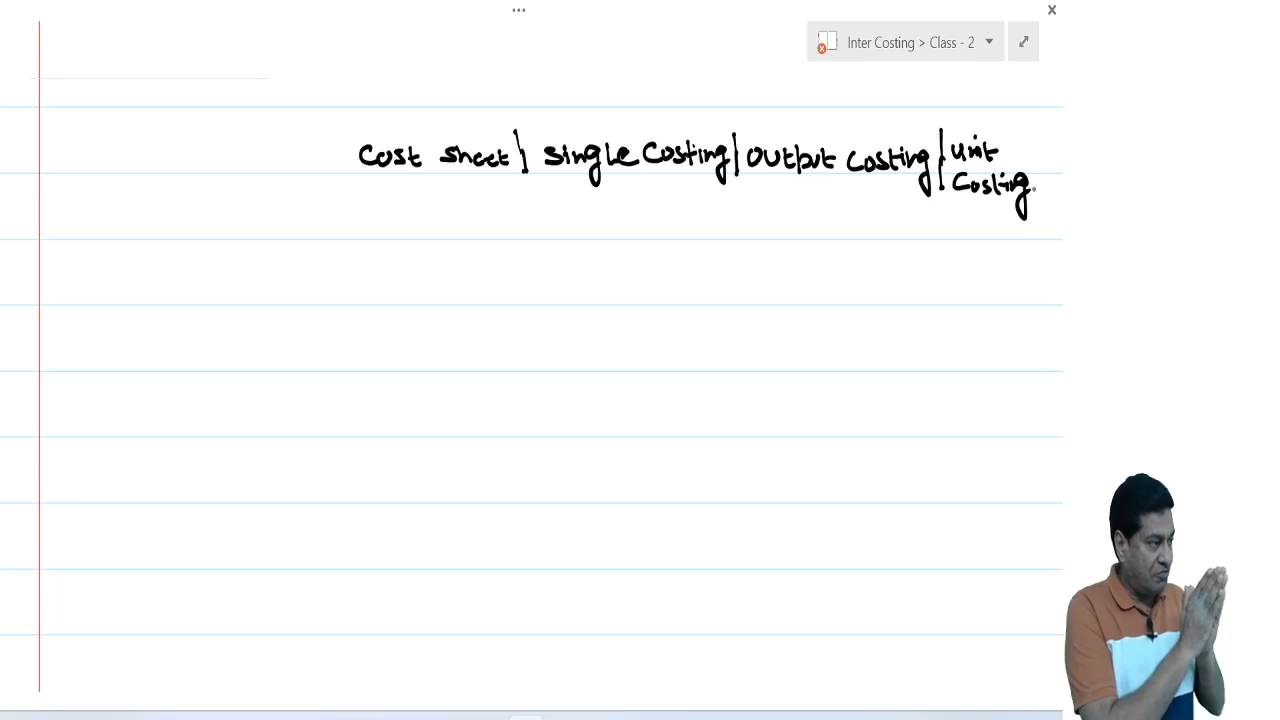 Inter Costing > Class - 2
Cost sheet | Single Costing | Output Costing | Unit
Costing